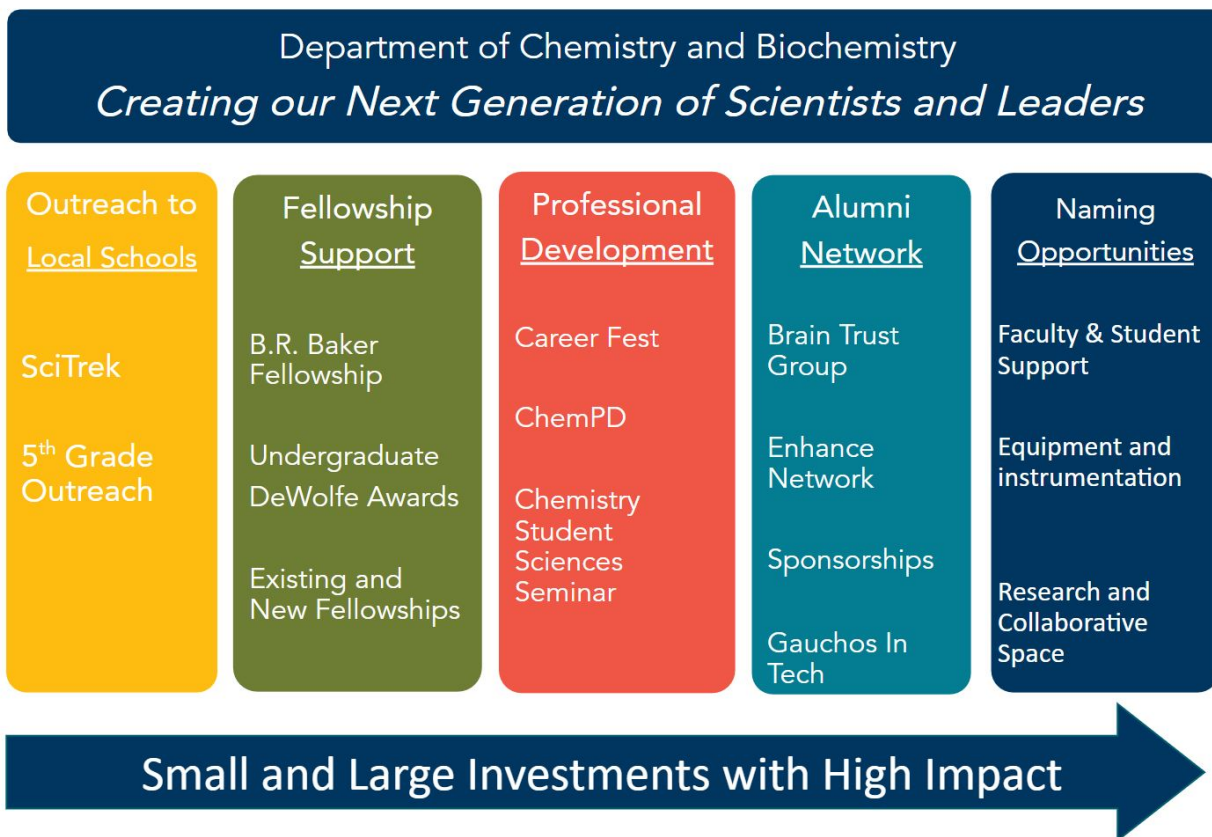 Department of Chemistry and Biochemistry
Creating our Next Generation of Scientists and Leaders
Outreach to
Local Schools
SciTrek
5th Grade
Outreach
Fellowship
Support
B.R. Baker
Fellowship
Undergraduate
DeWolfe Awards
Existing and
New Fellowships
Professional
Development
Career Fest
ChemPD
Chemistry
Student
Sciences
Seminar
Alumni
Network
Brain Trust
Group
Enhance
Network
Sponsorships
Gauchos In
Tech
Naming
Opportunities
Faculty & Student
Support
Equipment and
instrumentation
Research and
Collaborative
Space
Small and Large Investments with High Impact